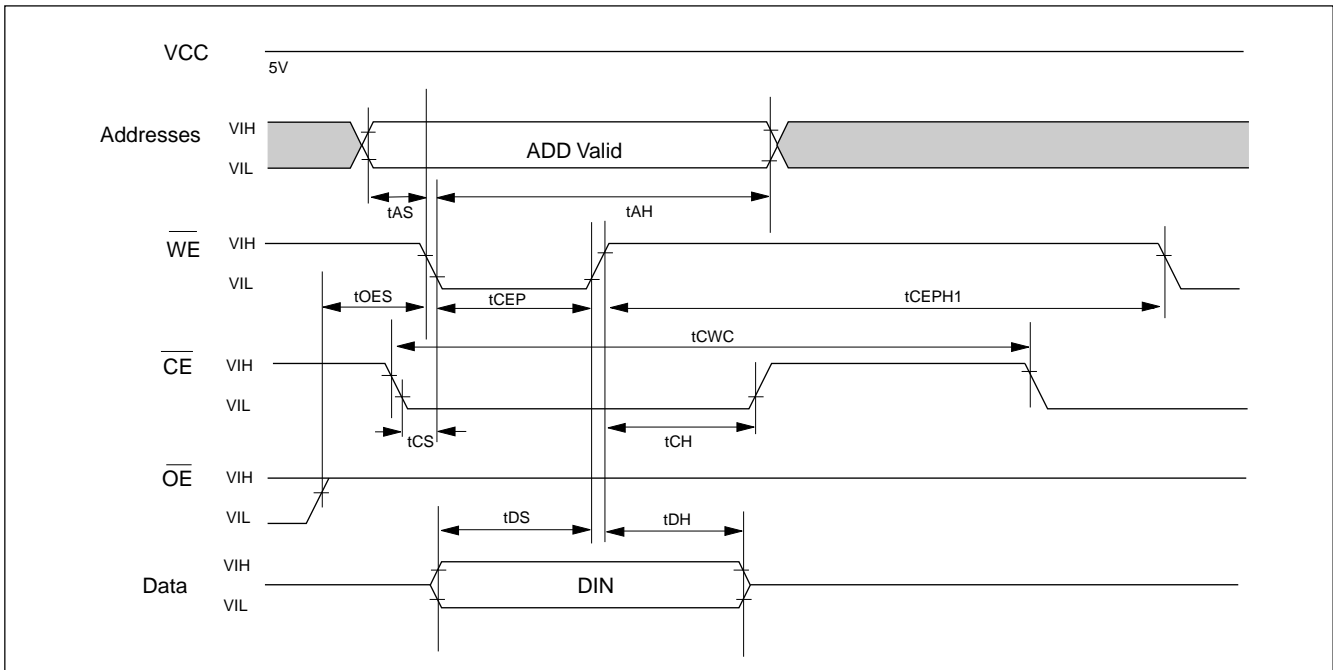 VCC
5V
Addresses
VIH
ADD Valid
VIL
tAS
tAH
WE
VIH
VIL
tOES
tCEP
tCEPH1
tCWC
CE
VIH
VIL
tCS
tCH
OE
VIH
VIL
tDS
tDH
VIH
Data
DIN
VIL